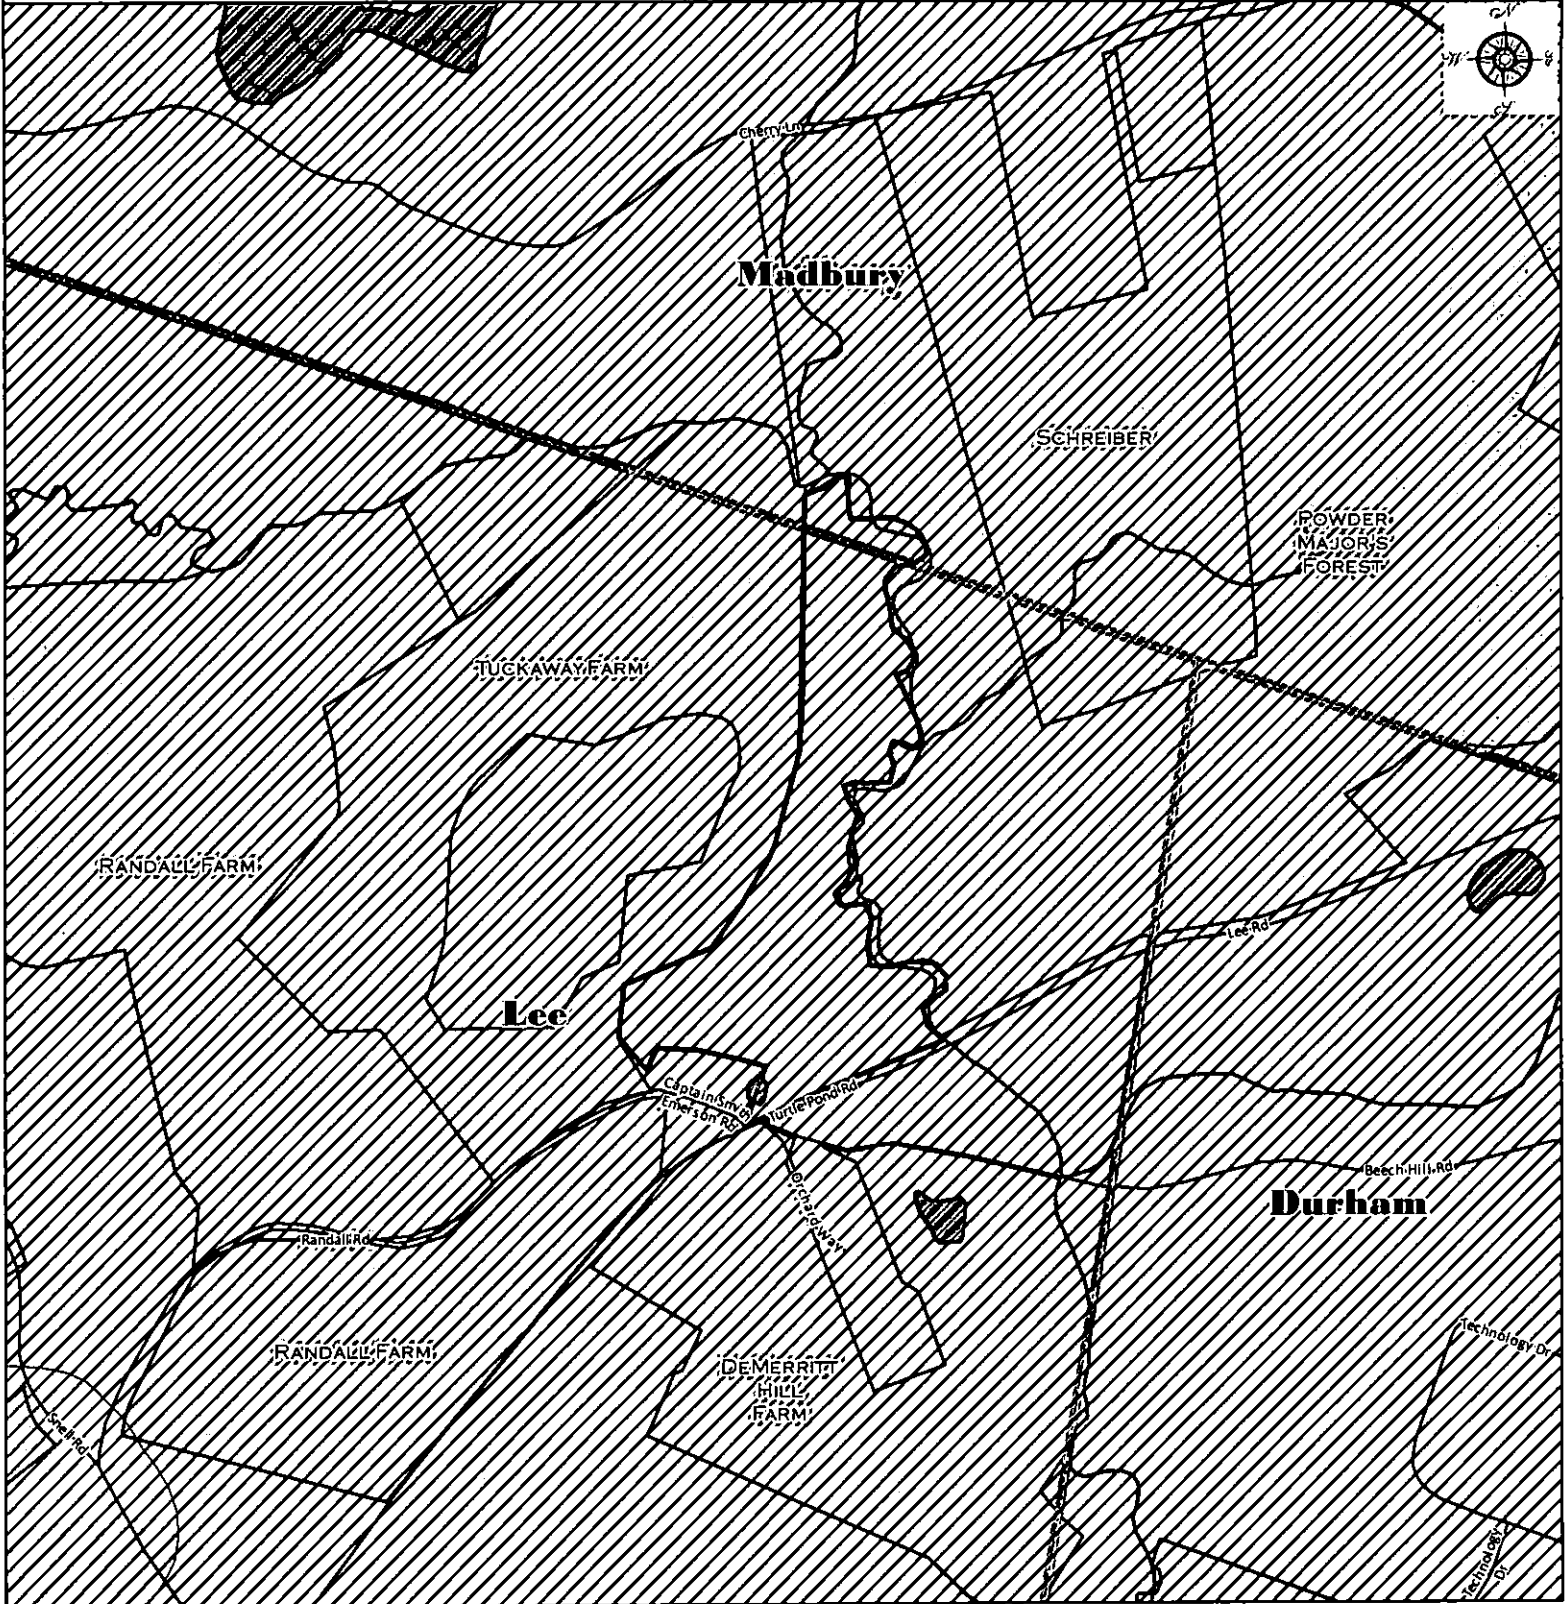 N
W
E
S
Cherry Ln
Madbury
SCHREIBER
POWDER
MAJOR'S
FOREST
TUCKAWAY FARM
RANDALL FARM
Lee Rd
Lee
Captain Smith
Emerson Rd
Turtle Pond Rd
Orchard Way
Beech Hill Rd
Durham
Randall Rd
RANDALL FARM
DEMERRITT
HILL
FARM
Technology Dr
Snell Rd
Technology
Dr